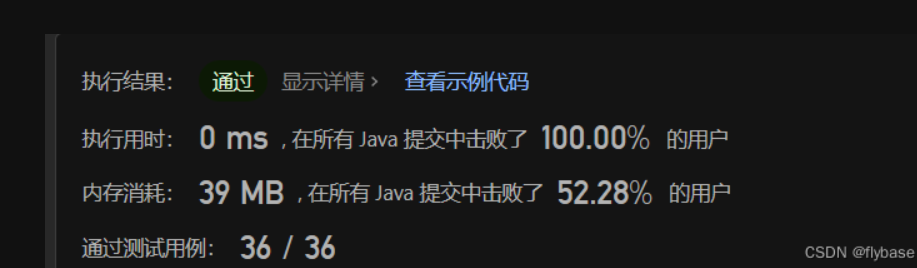 执行结果： 通过 显示详情 › 查看示例代码
执行用时： 0 ms , 在所有 Java 提交中击败了 100.00% 的用户
内存消耗： 39 MB , 在所有 Java 提交中击败了 52.28% 的用户
通过测试用例： 36 / 36
CSDN @flybase